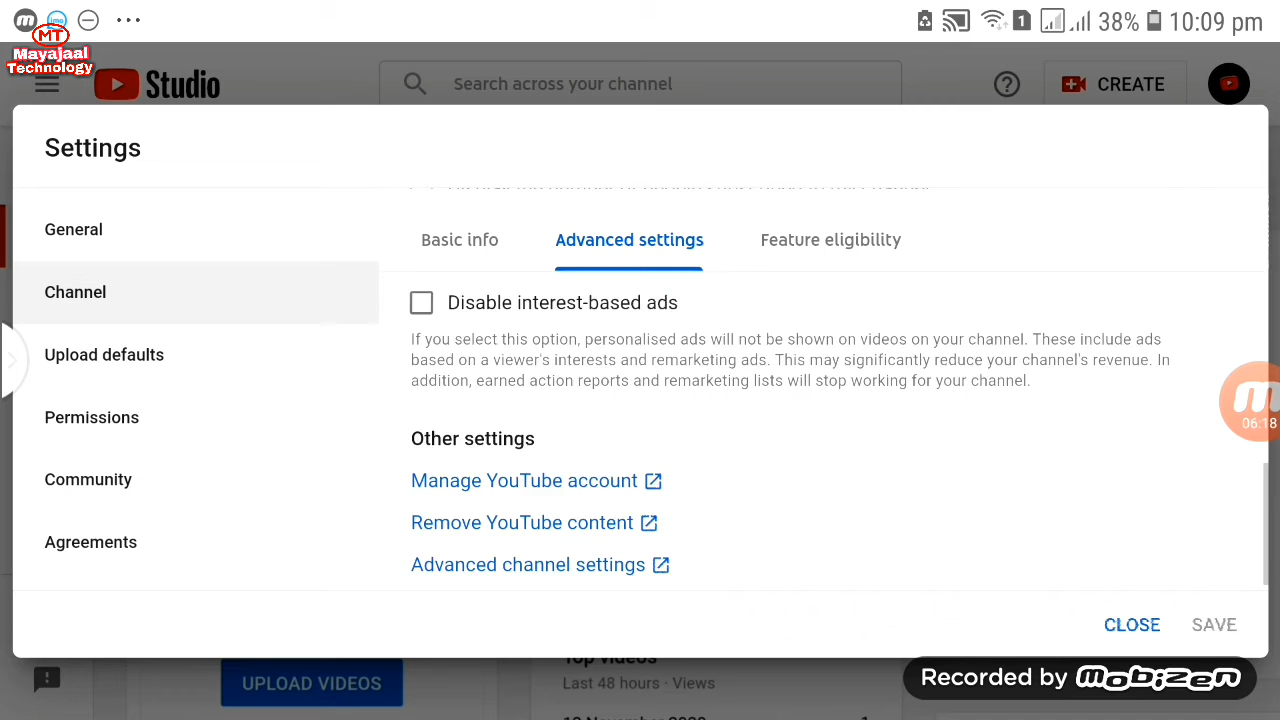 38% 10:09 pm
MT
Mayajaal
Technology
Studio
Search across your channel
CREATE
Settings
General
Channel
Upload defaults
Permissions
Community
Agreements
Basic info
Advanced settings
Feature eligibility
Disable interest-based ads
If you select this option, personalised ads will not be shown on videos on your channel. These include ads
based on a viewer's interests and remarketing ads. This may significantly reduce your channel's revenue. In
addition, earned action reports and remarketing lists will stop working for your channel.
Other settings
Manage YouTube account
Remove YouTube content
Advanced channel settings
06:18
CLOSE
SAVE
Top videos
UPLOAD VIDEOS
Last 48 hours · Views
Recorded by mobizen